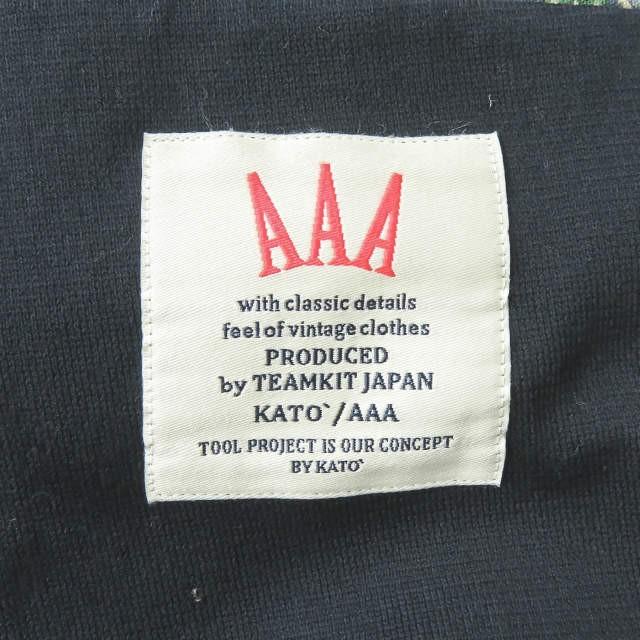 AAA
with classic details
feel of vintage clothes
PRODUCED
by TEAMKIT JAPAN
KATO`/AAA
TOOL PROJECT IS OUR CONCEPT
BY KATO`